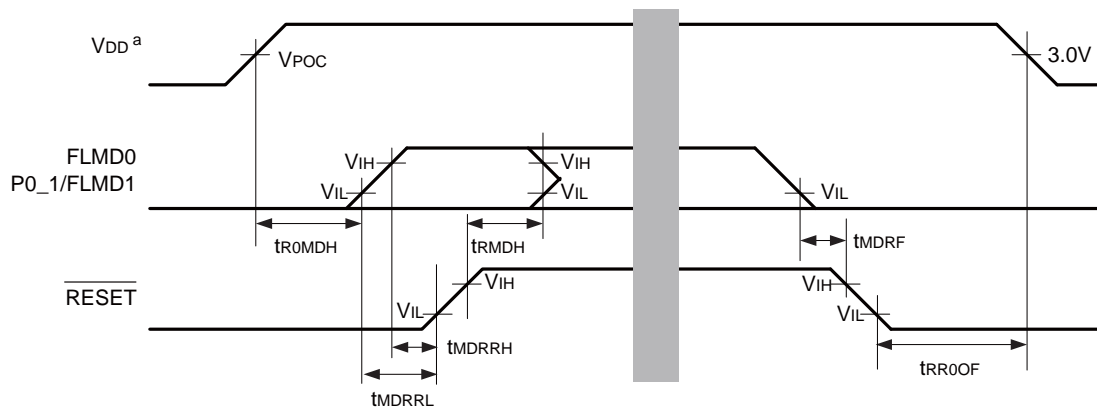 VDD a
VPOC
3.0V
FLMD0
P0_1/FLMD1
VIH
VIL
VIH
VIL
VIL
tR0MDH
tRMDH
tMDRF
RESET
VIH
VIL
VIH
VIL
tMDRRH
tMDRRL
tRR0OF